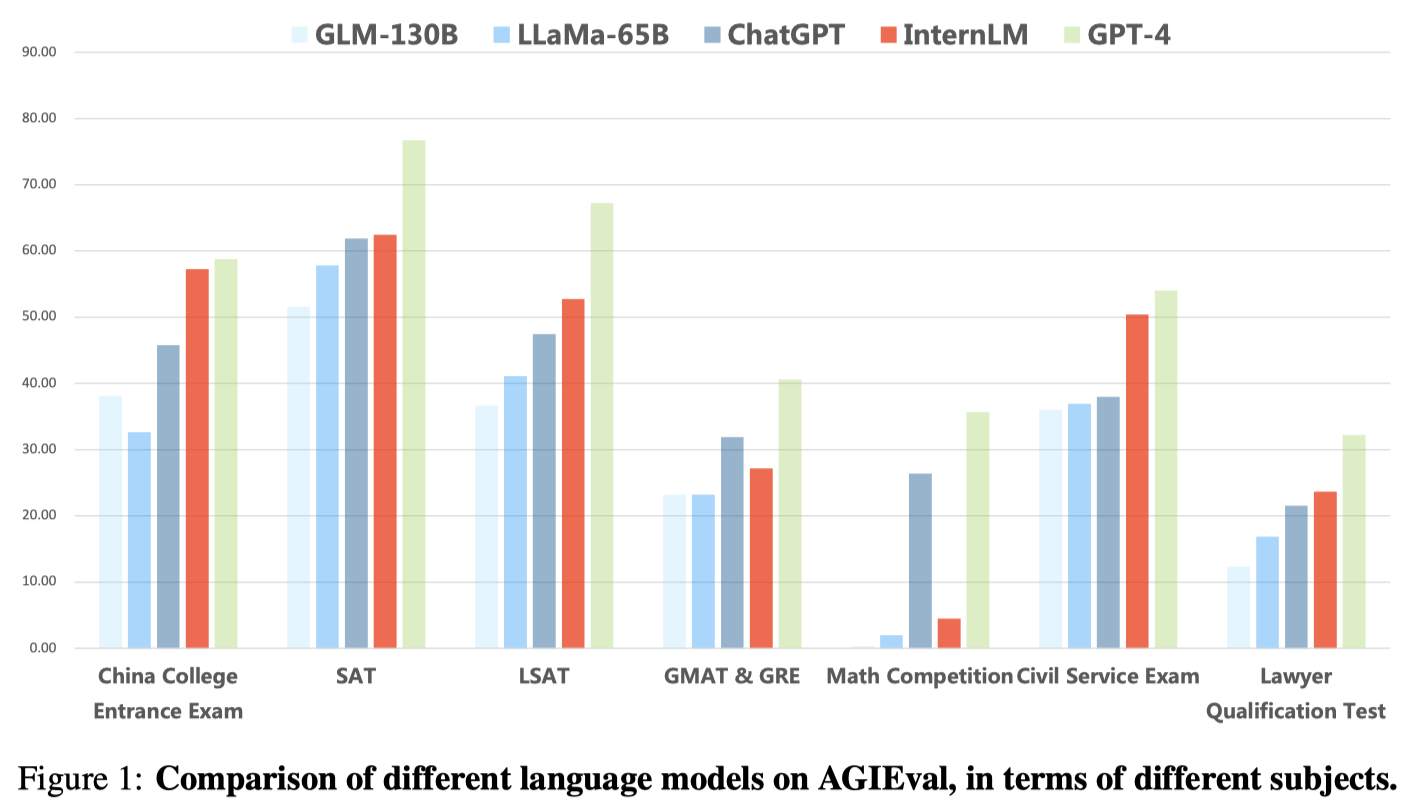 GLM-130B LLaMa-65B ChatGPT InternLM GPT-4
90.00
80.00
70.00
60.00
50.00
40.00
30.00
20.00
10.00
0.00
China College SAT LSAT GMAT & GRE Math Competition Civil Service Exam Lawyer
Entrance Exam Qualification Test
Figure 1: Comparison of different language models on AGIEval, in terms of different subjects.